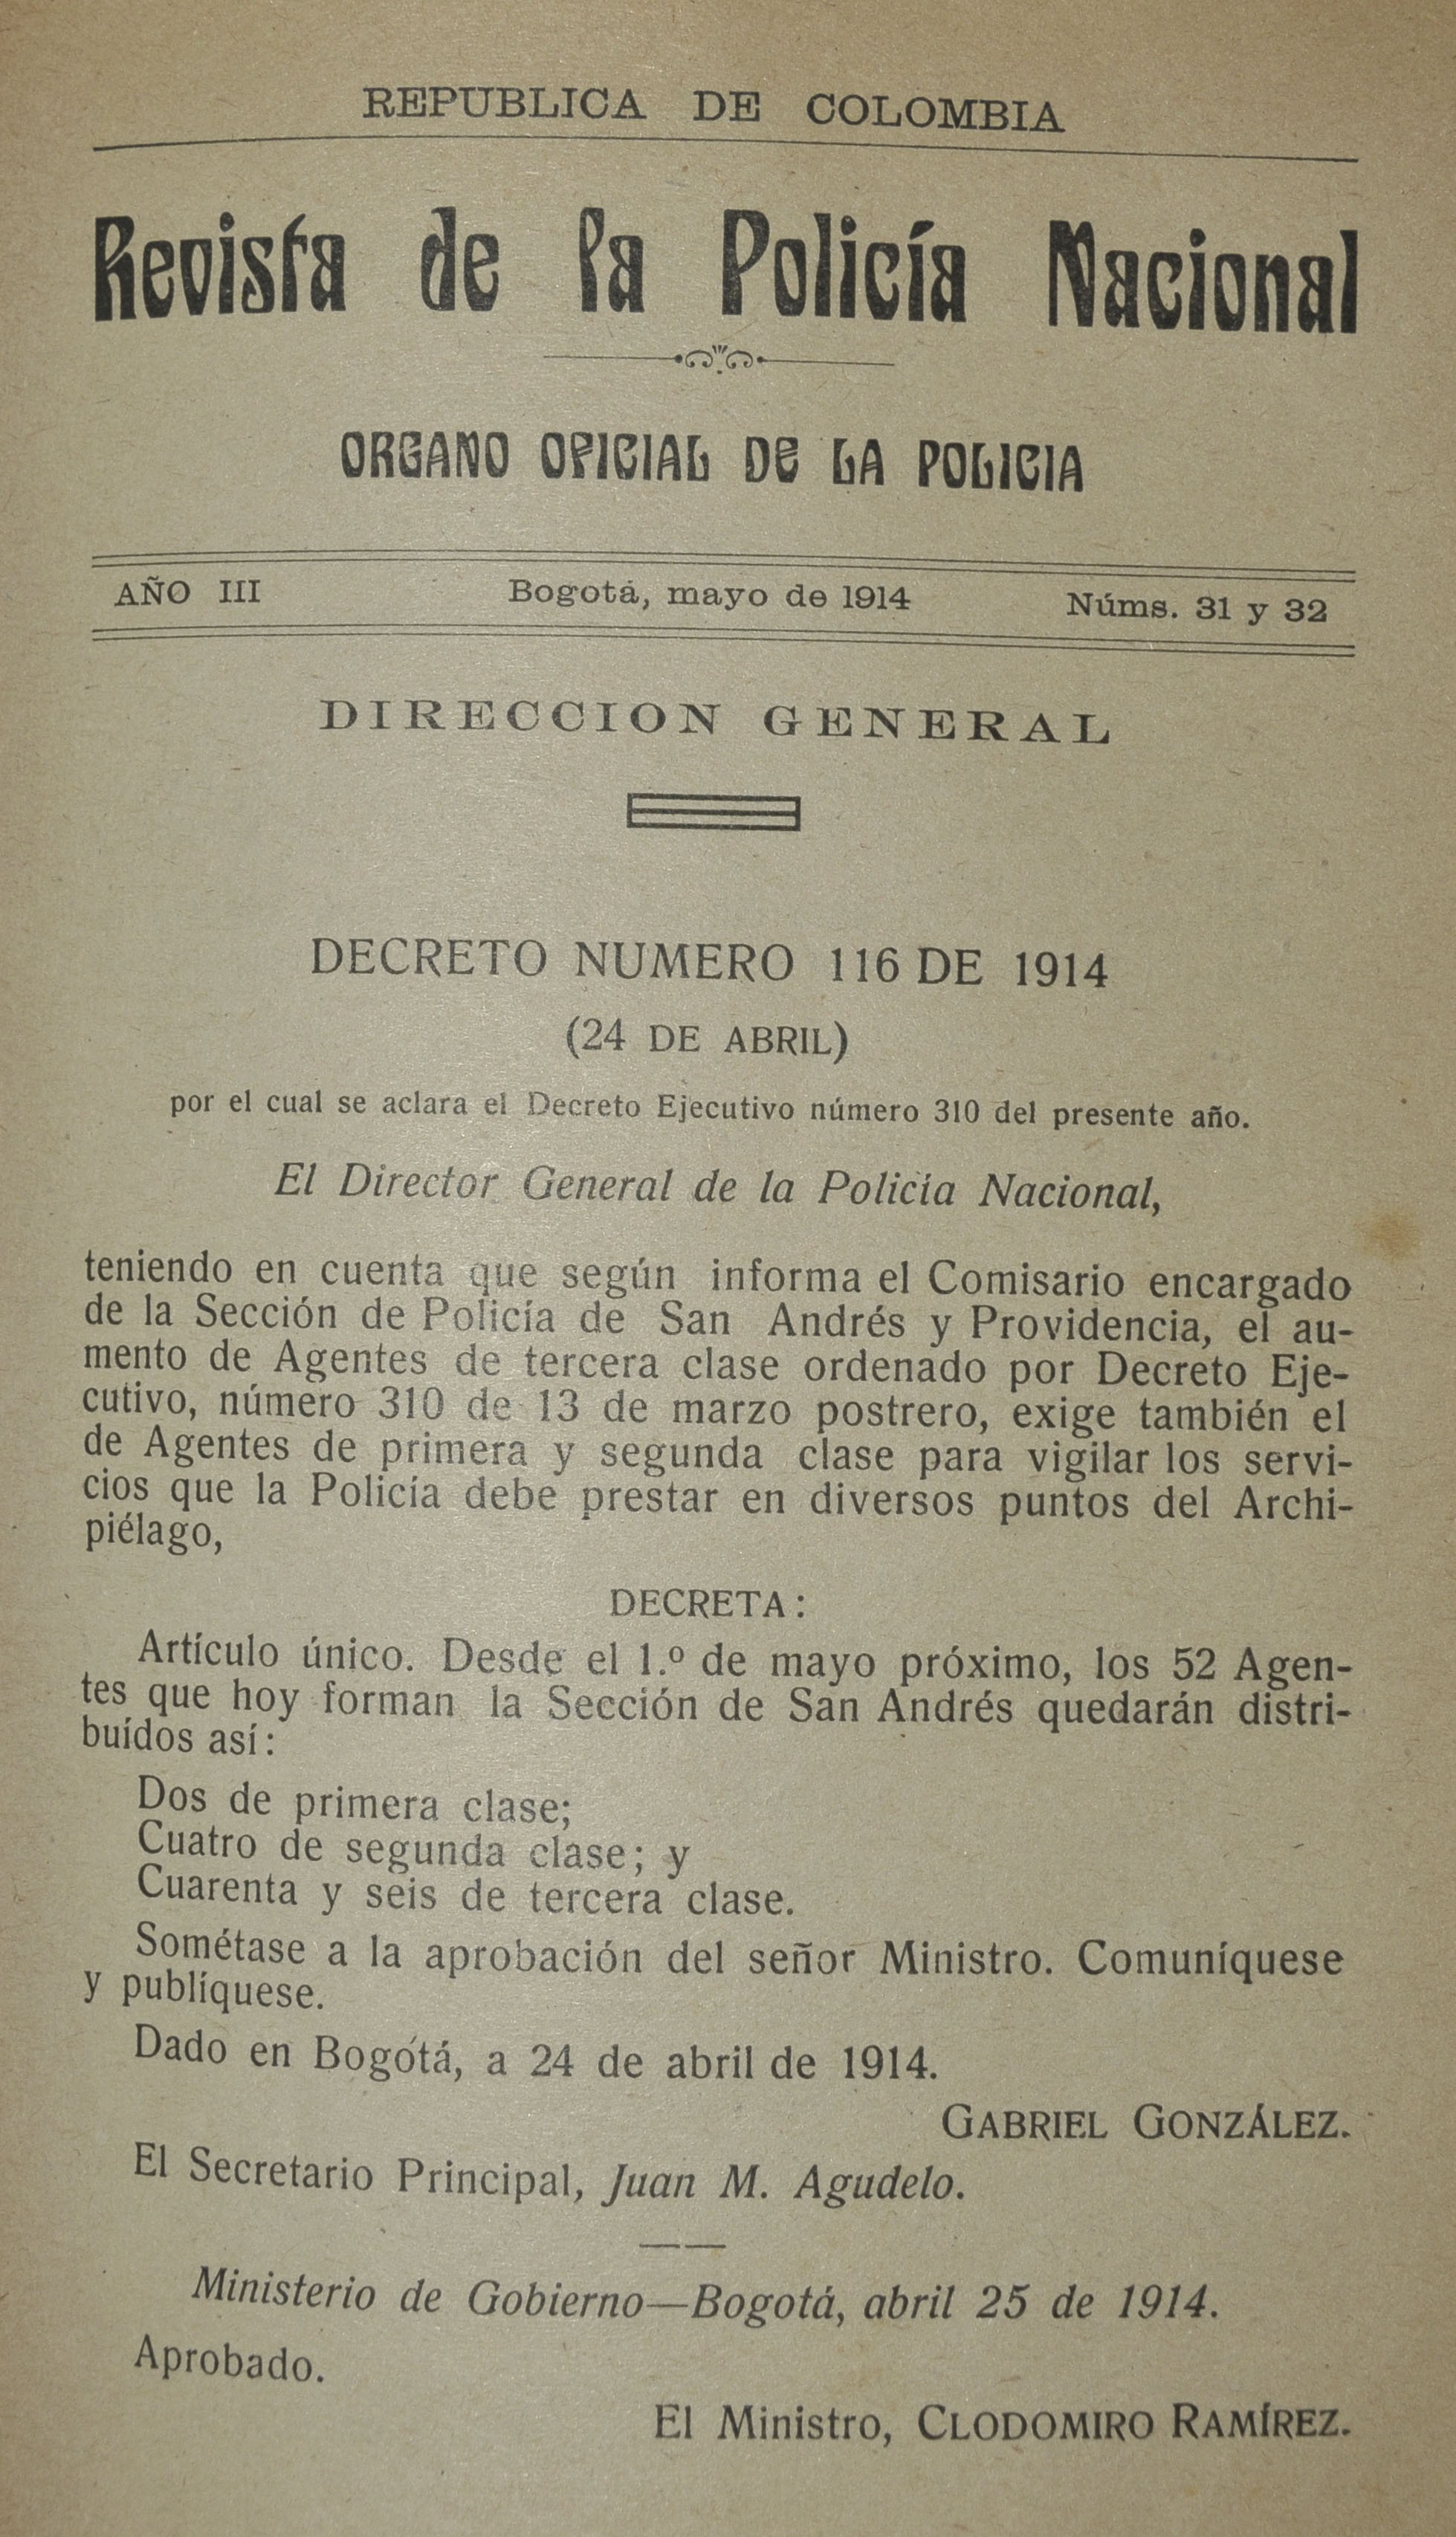 REPUBLICA DE COLOMBIA
Revista de la Policía Nacional
ORGANO OFICIAL DE LA POLICIA
AÑO III Bogotá, mayo de 1914 Núms. 31 y 32
DIRECCION GENERAL
DECRETO NUMERO 116 DE 1914
(24 DE ABRIL)
por el cual se aclara el Decreto Ejecutivo número 310 del presente año.
El Director General de la Policía Nacional,
teniendo en cuenta que según informa el Comisario encargado
de la Sección de Policía de San Andrés y Providencia, el au-
mento de Agentes de tercera clase ordenado por Decreto Eje-
cutivo, número 310 de 13 de marzo postrero, exige también el
de Agentes de primera y segunda clase para vigilar los servi-
cios que la Policía debe prestar en diversos puntos del Archi-
piélago,
DECRETA:
Artículo único. Desde el 1.º de mayo próximo, los 52 Agen-
tes que hoy forman la Sección de San Andrés quedarán distri-
buídos así:
Dos de primera clase;
Cuatro de segunda clase; y
Cuarenta y seis de tercera clase.
Sométase a la aprobación del señor Ministro. Comuníquese
y publíquese.
Dado en Bogotá, a 24 de abril de 1914.
GABRIEL GONZÁLEZ.
El Secretario Principal, Juan M. Agudelo.
Ministerio de Gobierno—Bogotá, abril 25 de 1914.
Aprobado.
El Ministro, CLODOMIRO RAMÍREZ.